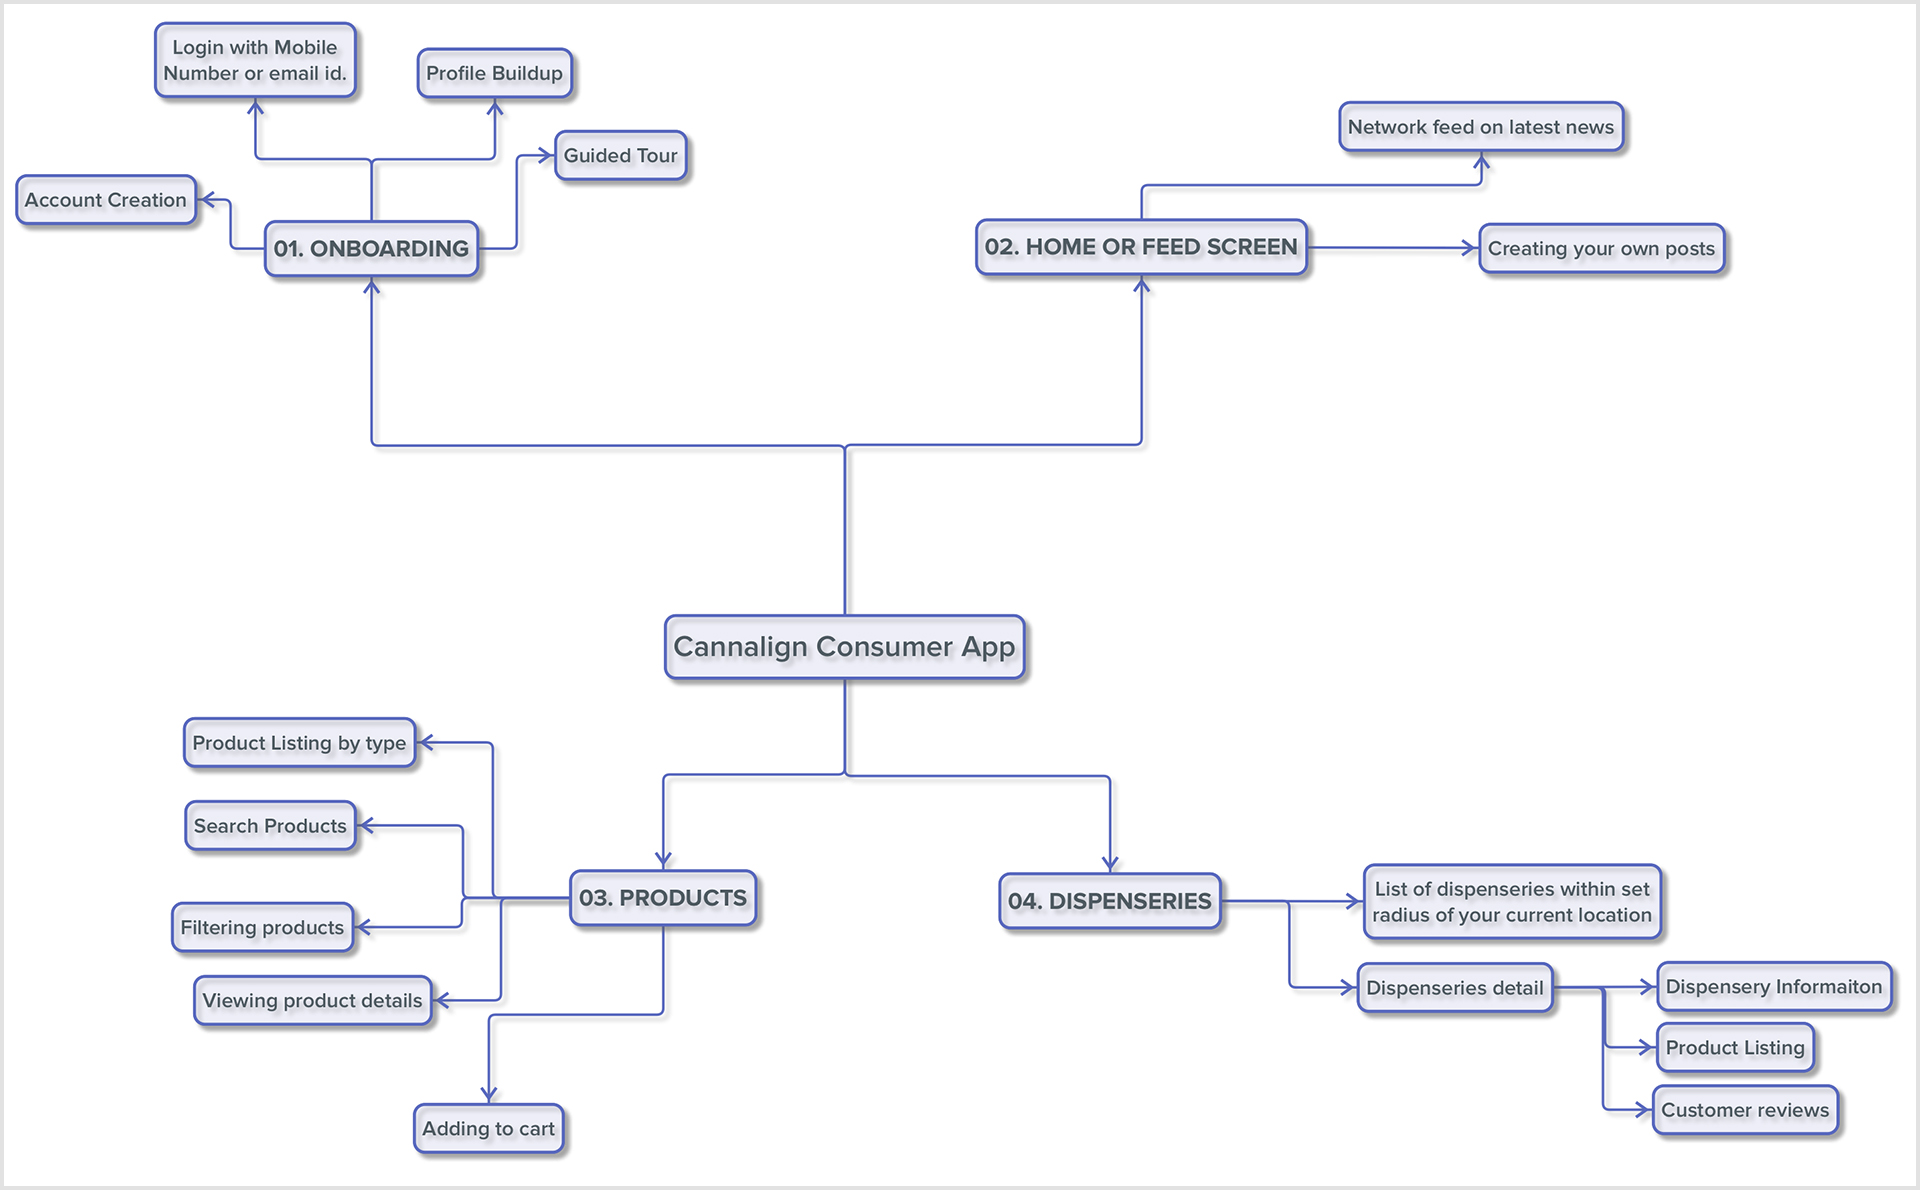 Login with Mobile
Number or email id.
Profile Buildup
Guided Tour
Account Creation
01. ONBOARDING
Network feed on latest news
02. HOME OR FEED SCREEN
Creating your own posts
Cannalign Consumer App
Product Listing by type
Search Products
Filtering products
Viewing product details
03. PRODUCTS
Adding to cart
04. DISPENSERIES
List of dispenseries within set
radius of your current location
Dispenseries detail
Dispensery Informaiton
Product Listing
Customer reviews